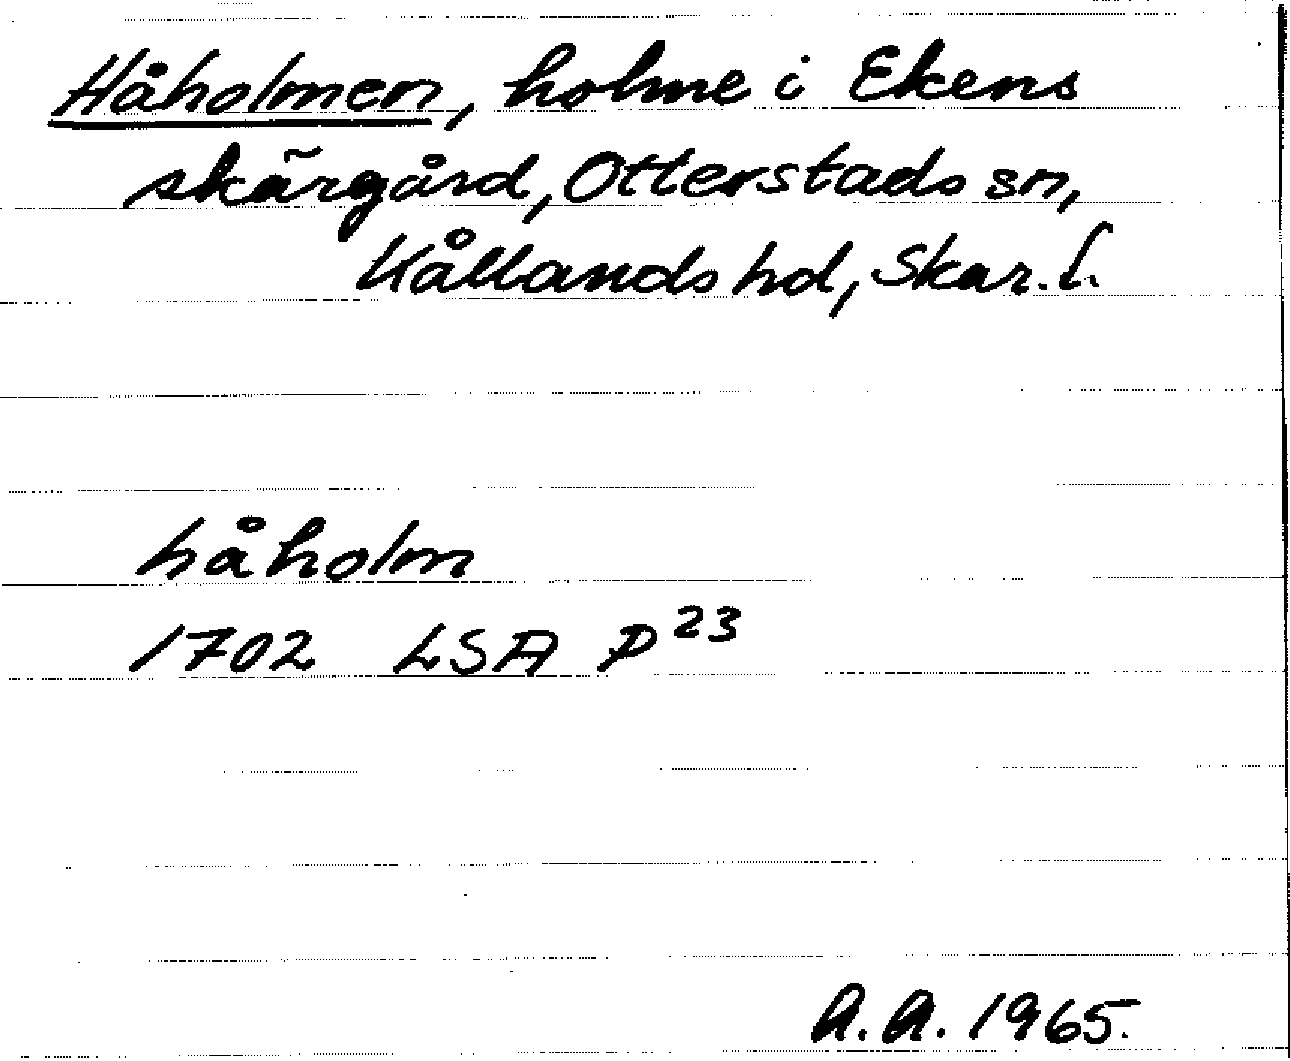 Håholmen, holme i Ekens
skärgård, Otterstads sn,
Kållands hd, Skar. l.
håholm
1702 LSA P²³
A. A. 1965.